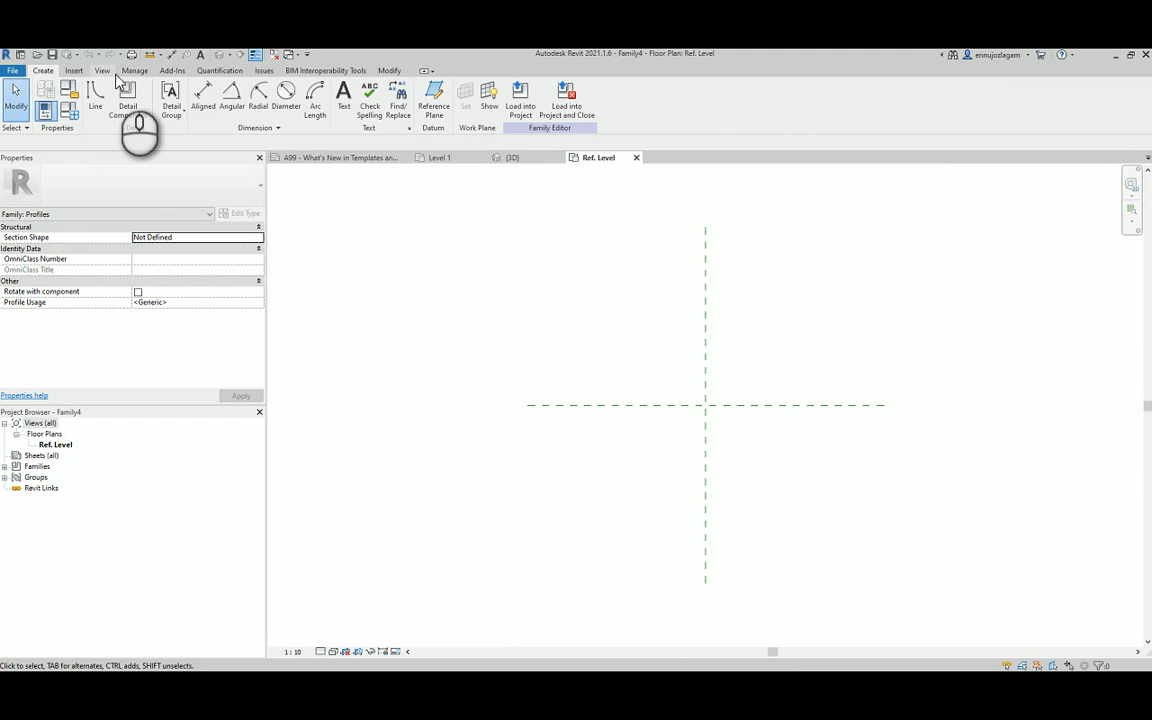 Autodesk Revit 2021.1.6 - Family4 - Floor Plan: Ref. Level
ennujozlagam
File Create Insert View Manage Add-Ins Quantification Issues BIM Interoperability Tools Modify
Modify Line Detail Detail Group Aligned Angular Radial Diameter Arc Length Text Check Spelling Find/ Replace Reference Plane Set Show Load into Project Load into Project and Close
Select Properties Dimension Text Datum Work Plane Family Editor
Properties
A99 - What's New in Templates an...
Level 1
{3D}
Ref. Level
Family: Profiles
Edit Type
Structural
Section Shape Not Defined
Identity Data
OmniClass Number
OmniClass Title
Other
Rotate with component
Profile Usage <Generic>
Properties help
Apply
Project Browser - Family4
Views (all)
Floor Plans
Ref. Level
Sheets (all)
Families
Groups
Revit Links
1 : 10
Click to select, TAB for alternates, CTRL adds, SHIFT unselects.
:0